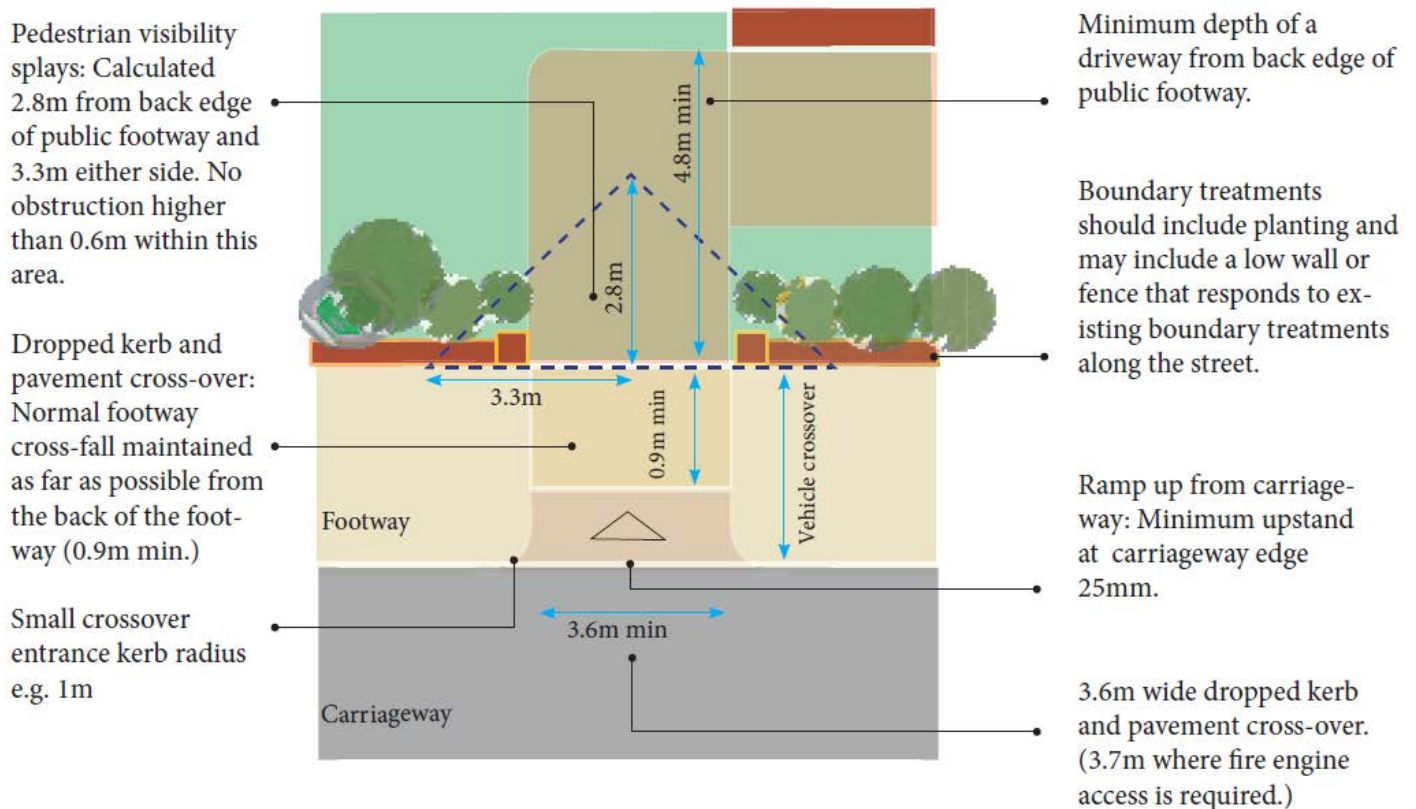 Pedestrian visibility
splays: Calculated
2.8m from back edge
of public footway and
3.3m either side. No
obstruction higher
than 0.6m within this
area.
Dropped kerb and
pavement cross-over:
Normal footway
cross-fall maintained
as far as possible from
the back of the foot-
way (0.9m min.)
Small crossover
entrance kerb radius
e.g. 1m
4.8m min
2.8m
3.3m
0.9m min
Vehicle crossover
Footway
3.6m min
Carriageway
Minimum depth of a
driveway from back edge of
public footway.
Boundary treatments
should include planting and
may include a low wall or
fence that responds to ex-
isting boundary treatments
along the street.
Ramp up from carriage-
way: Minimum upstand
at carriageway edge
25mm.
3.6m wide dropped kerb
and pavement cross-over.
(3.7m where fire engine
access is required.)